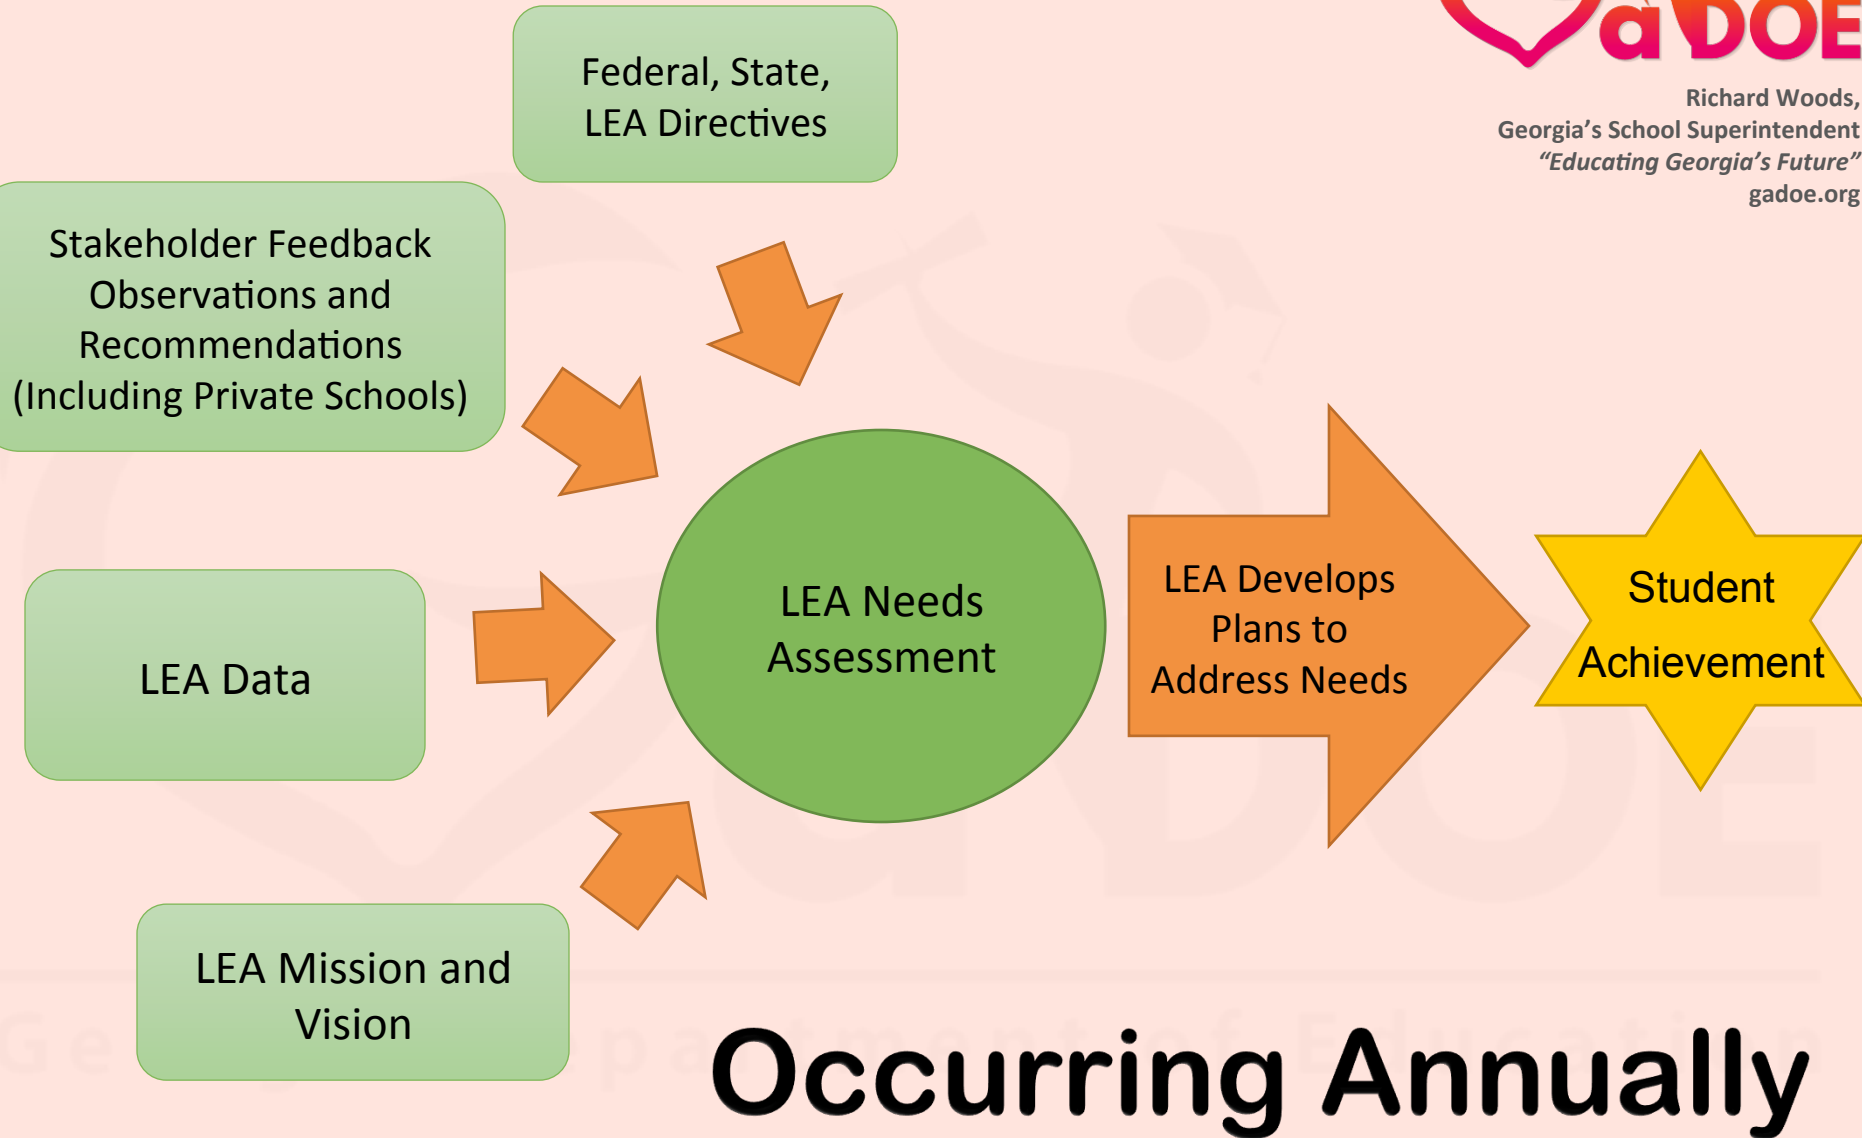 Federal, State,
LEA Directives
GaDOE
Richard Woods,
Georgia's School Superintendent
"Educating Georgia's Future"
gadoe.org
Stakeholder Feedback
Observations and
Recommendations
(Including Private Schools)
LEA Data
LEA Mission and
Vision
LEA Needs
Assessment
LEA Develops
Plans to
Address Needs
Student
Achievement
Occurring Annually